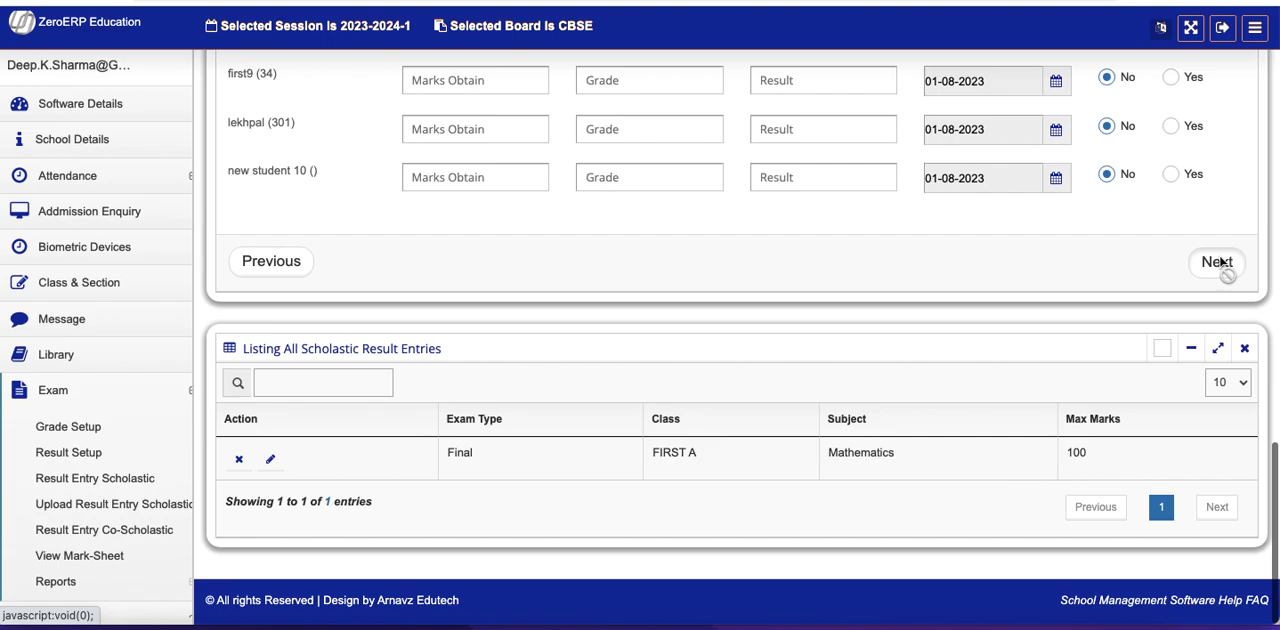 ZeroERP Education
Selected Session Is 2023-2024-1
Selected Board Is CBSE
Deep.K.Sharma@G...
Software Details
School Details
Attendance
Addmission Enquiry
Biometric Devices
Class & Section
Message
Library
Exam
Grade Setup
Result Setup
Result Entry Scholastic
Upload Result Entry Scholastic
Result Entry Co-Scholastic
View Mark-Sheet
Reports
javascript:void(0);
first9 (34) Marks Obtain Grade Result 01-08-2023 No Yes
lekhpal (301) Marks Obtain Grade Result 01-08-2023 No Yes
new student 10 () Marks Obtain Grade Result 01-08-2023 No Yes
Previous Next
Listing All Scholastic Result Entries
10
Action Exam Type Class Subject Max Marks
Final FIRST A Mathematics 100
Showing 1 to 1 of 1 entries
Previous 1 Next
© All rights Reserved | Design by Arnavz Edutech
School Management Software Help FAQ